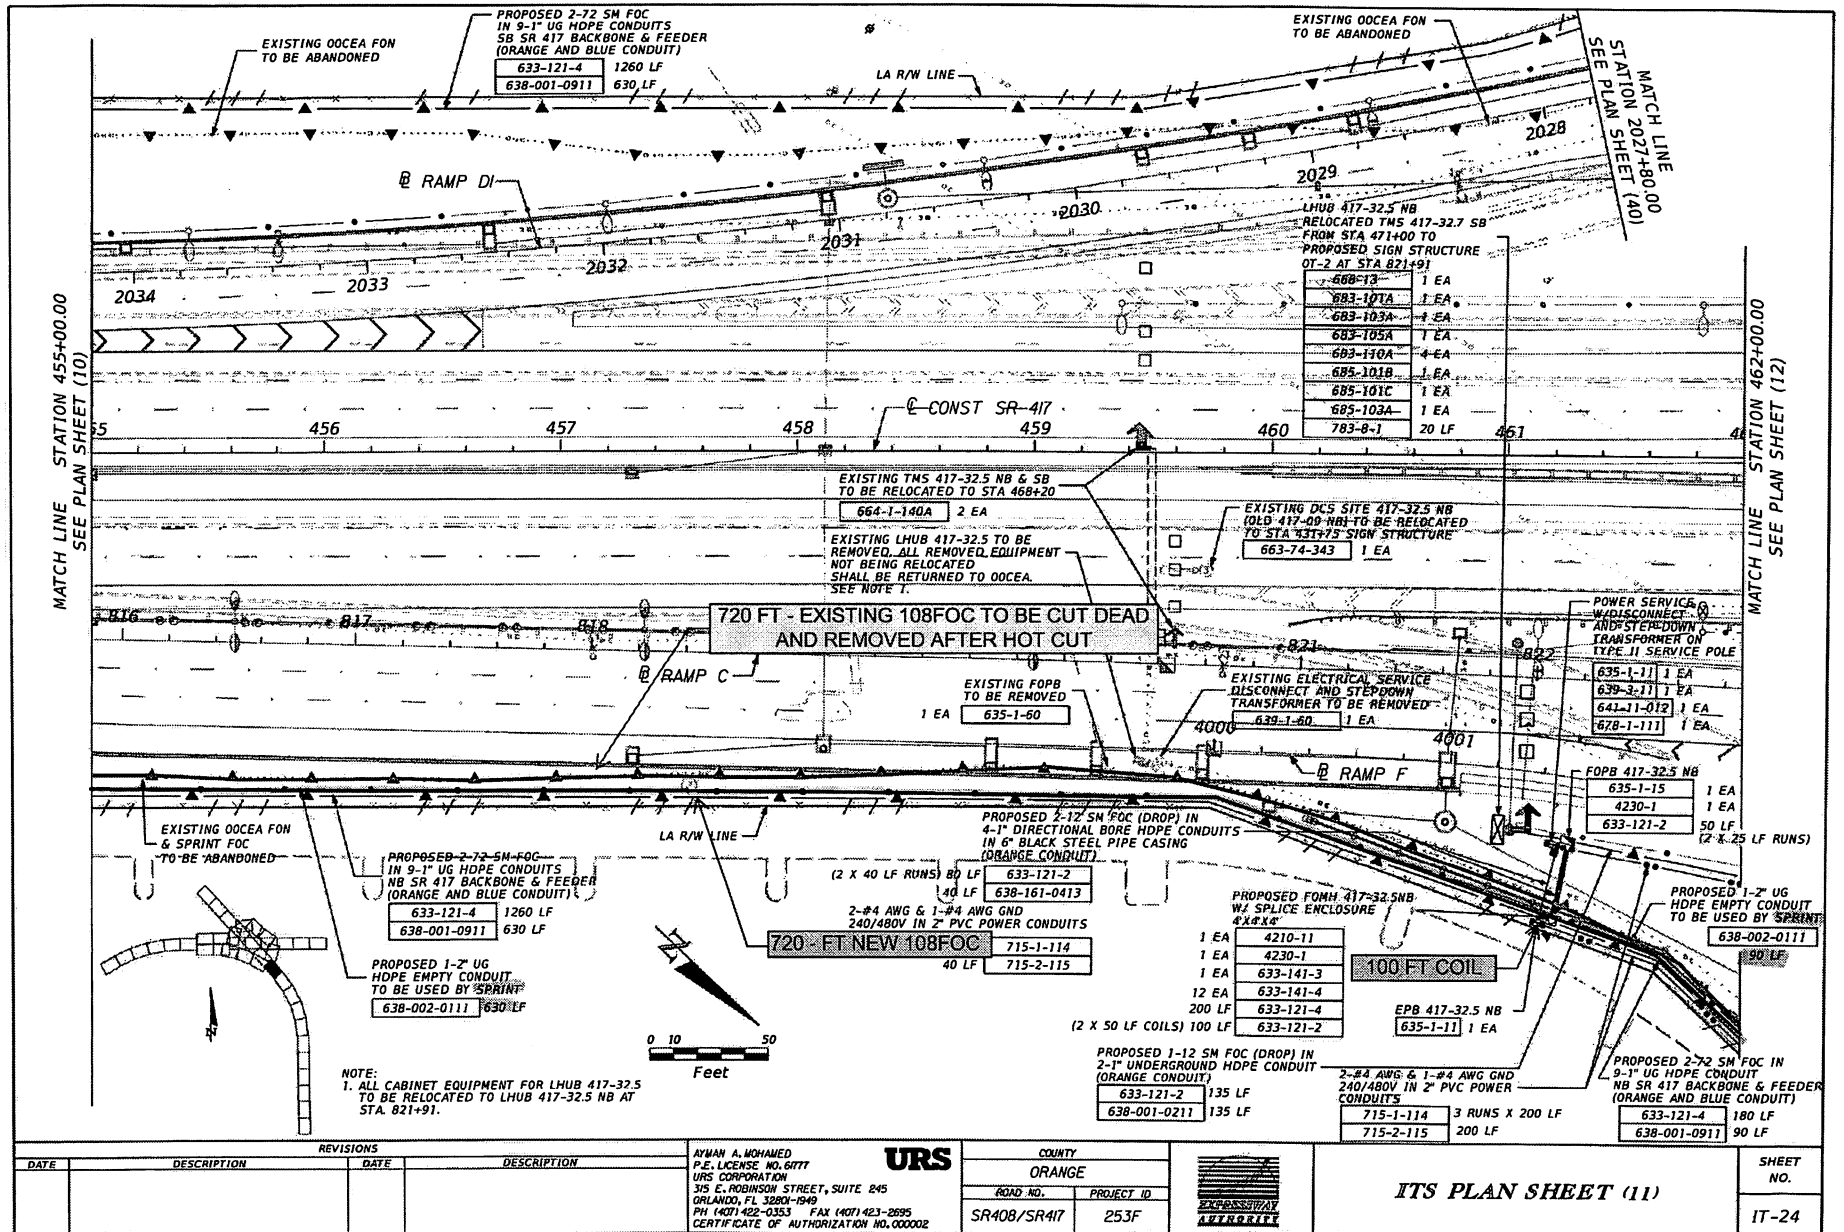 PROPOSED 2-72 SM FOC
IN 9-1" UG HDPE CONDUITS
SB SR 417 BACKBONE & FEEDER
(ORANGE AND BLUE CONDUIT)
633-121-4 1260 LF
638-001-0911 630 LF
EXISTING OOCEA FON
TO BE ABANDONED
LA R/W LINE
EXISTING OOCEA FON
TO BE ABANDONED
MATCH LINE
STATION 2027+80.00
SEE PLAN SHEET (40)
2028
2029
2030
2031
2032
2033
2034
℄ RAMP D1
LHUB 417-32.5 NB
RELOCATED TMS 417-32.7 SB
FROM STA 471+00 TO
PROPOSED SIGN STRUCTURE
OT-2 AT STA 821+91
668-13 1 EA
683-101A 1 EA
683-103A 1 EA
683-105A 1 EA
683-110A 4 EA
685-101B 1 EA
685-101C 1 EA
685-103A 1 EA
783-8-1 20 LF
MATCH LINE STATION 455+00.00
SEE PLAN SHEET (10)
MATCH LINE STATION 462+00.00
SEE PLAN SHEET (12)
℄ CONST SR 417
55 456 457 458 459 460 461 46
EXISTING TMS 417-32.5 NB & SB
TO BE RELOCATED TO STA 468+20
664-1-140A 2 EA
EXISTING DCS SITE 417-32.5 NB
(OLD 417-09 NB) TO BE RELOCATED
TO STA 431+75 SIGN STRUCTURE
663-74-343 1 EA
EXISTING LHUB 417-32.5 TO BE
REMOVED. ALL REMOVED EQUIPMENT
NOT BEING RELOCATED
SHALL BE RETURNED TO OOCEA.
SEE NOTE 1.
720 FT - EXISTING 108FOC TO BE CUT DEAD
AND REMOVED AFTER HOT CUT
816 817 818 821 822
POWER SERVICE
W/DISCONNECT
AND STEP-DOWN
TRANSFORMER ON
TYPE II SERVICE POLE
635-1-11 1 EA
639-3-11 1 EA
641-11-012 1 EA
678-1-111 1 EA
℄ RAMP C
EXISTING FOPB
TO BE REMOVED
1 EA 635-1-60
EXISTING ELECTRICAL SERVICE
DISCONNECT AND STEPDOWN
TRANSFORMER TO BE REMOVED
639-1-60 1 EA
4000
4001
℄ RAMP F
FOPB 417-32.5 NB
635-1-15 1 EA
4230-1 1 EA
633-121-2 50 LF
(2 X 25 LF RUNS)
EXISTING OOCEA FON
& SPRINT FOC
TO BE ABANDONED
LA R/W LINE
PROPOSED 2-72 SM FOC
IN 9-1" UG HDPE CONDUITS
NB SR 417 BACKBONE & FEEDER
(ORANGE AND BLUE CONDUIT)
633-121-4 1260 LF
638-001-0911 630 LF
PROPOSED 2-12 SM FOC (DROP) IN
4-1" DIRECTIONAL BORE HDPE CONDUITS
IN 6" BLACK STEEL PIPE CASING
(ORANGE CONDUIT)
(2 X 40 LF RUNS) 80 LF 633-121-2
40 LF 638-161-0413
2-#4 AWG & 1-#4 AWG GND
240/480V IN 2" PVC POWER CONDUITS
715-1-114
40 LF 715-2-115
720 - FT NEW 108FOC
PROPOSED FOMH 417-32.5NB
W/ SPLICE ENCLOSURE
4'X4'X4'
1 EA 4210-11
1 EA 4230-1
1 EA 633-141-3
12 EA 633-141-4
200 LF 633-121-4
(2 X 50 LF COILS) 100 LF 633-121-2
100 FT COIL
EPB 417-32.5 NB
635-1-11 1 EA
PROPOSED 1-2" UG
HDPE EMPTY CONDUIT
TO BE USED BY SPRINT
638-002-0111
90 LF
PROPOSED 1-2" UG
HDPE EMPTY CONDUIT
TO BE USED BY SPRINT
638-002-0111 630 LF
N
N
0 10 50
Feet
NOTE:
1. ALL CABINET EQUIPMENT FOR LHUB 417-32.5
TO BE RELOCATED TO LHUB 417-32.5 NB AT
STA. 821+91.
PROPOSED 1-12 SM FOC (DROP) IN
2-1" UNDERGROUND HDPE CONDUIT
(ORANGE CONDUIT)
633-121-2 135 LF
638-001-0211 135 LF
2-#4 AWG & 1-#4 AWG GND
240/480V IN 2" PVC POWER
CONDUITS
715-1-114 3 RUNS X 200 LF
715-2-115 200 LF
PROPOSED 2-72 SM FOC IN
9-1" UG HDPE CONDUIT
NB SR 417 BACKBONE & FEEDER
(ORANGE AND BLUE CONDUIT)
633-121-4 180 LF
638-001-0911 90 LF
REVISIONS
DATE DESCRIPTION DATE DESCRIPTION
AYMAN A. MOHAMED
P.E. LICENSE NO. 61777
URS CORPORATION
315 E. ROBINSON STREET, SUITE 245
ORLANDO, FL 32801-1949
PH (407) 422-0353 FAX (407) 423-2695
CERTIFICATE OF AUTHORIZATION NO. 000002
URS
COUNTY
ORANGE
ROAD NO. PROJECT ID
SR408/SR417 253F
EXPRESSWAY
AUTHORITY
ITS PLAN SHEET (11)
SHEET
NO.
IT-24